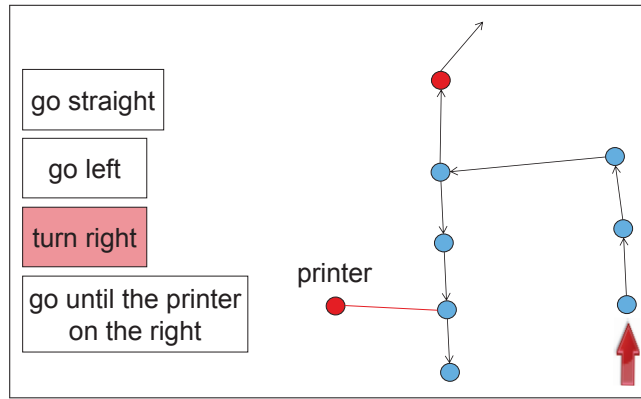 go straight
go left
turn right
printer
go until the printer
on the right